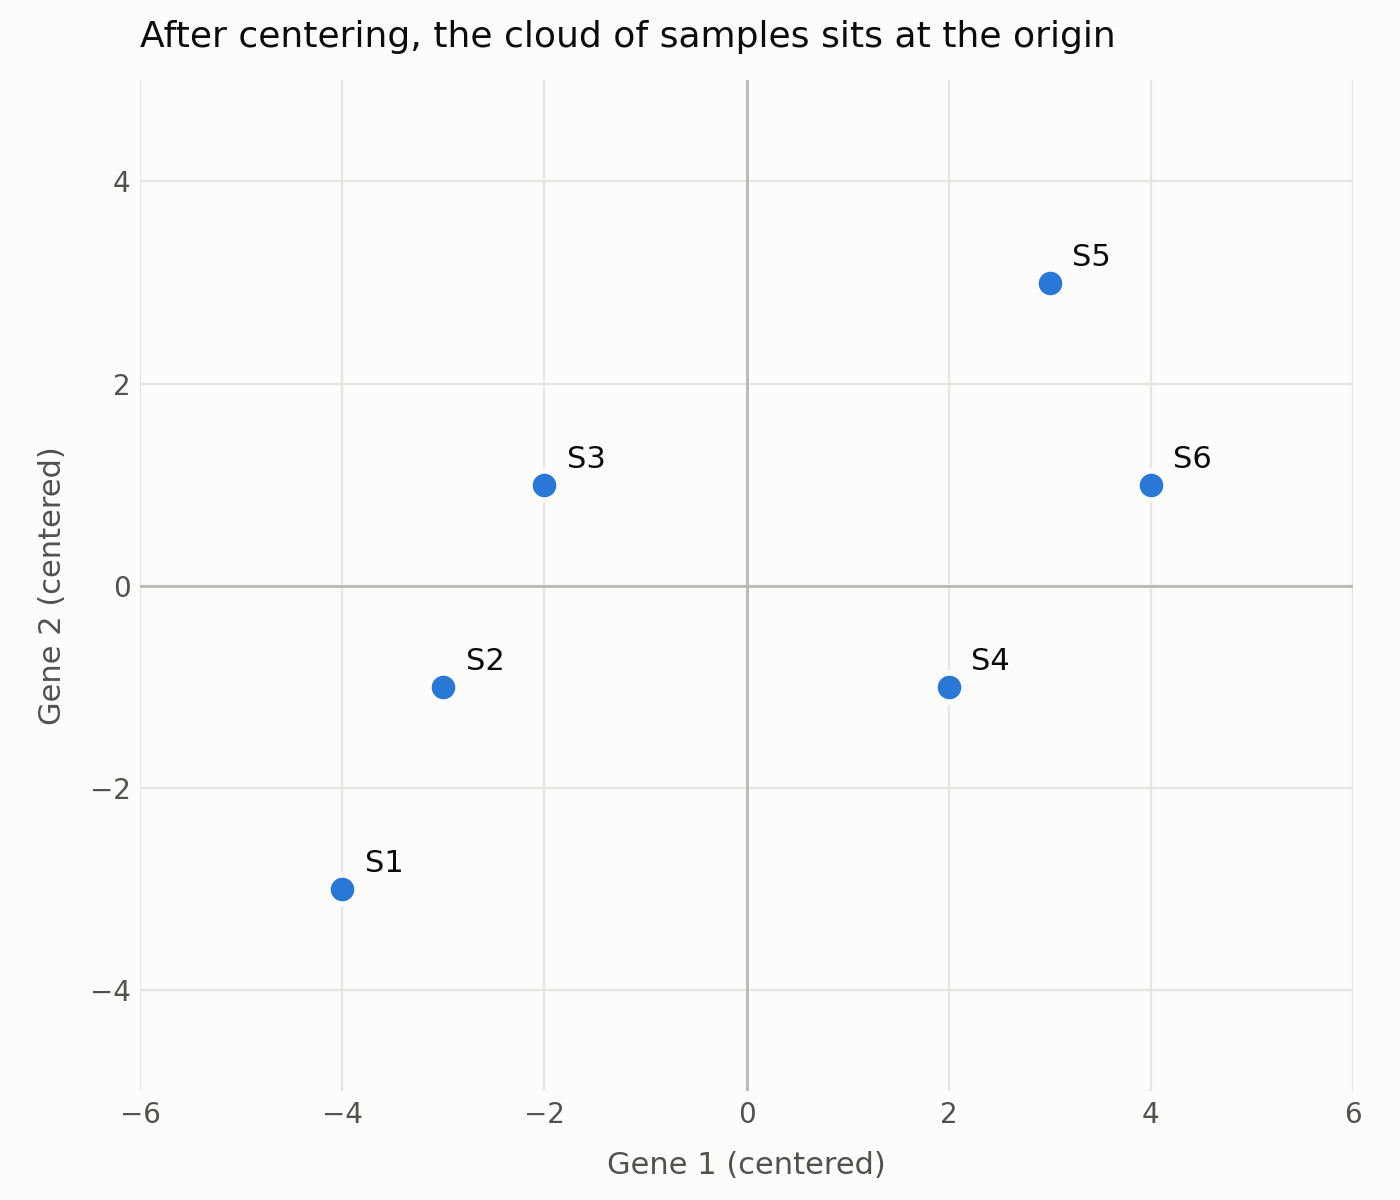 After centering, the cloud of samples sits at the origin
4
2
0
−2
−4
Gene 2 (centered)
S5
S3
S6
S2
S4
S1
−6
−4
−2
0
2
4
6
Gene 1 (centered)